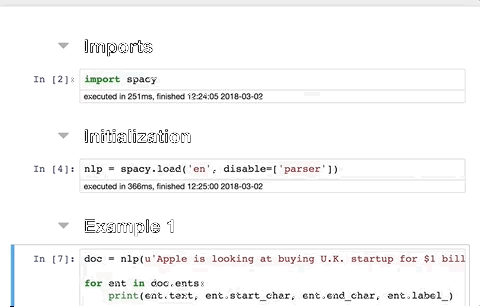 Imports
In [2]: import spacy
executed in 251ms, finished 12:24:05 2018-03-02
Initialization
In [4]: nlp = spacy.load('en', disable=['parser'])
executed in 366ms, finished 12:25:00 2018-03-02
Example 1
In [7]: doc = nlp(u'Apple is looking at buying U.K. startup for $1 bill
for ent in doc.ents:
print(ent.text, ent.start_char, ent.end_char, ent.label_)